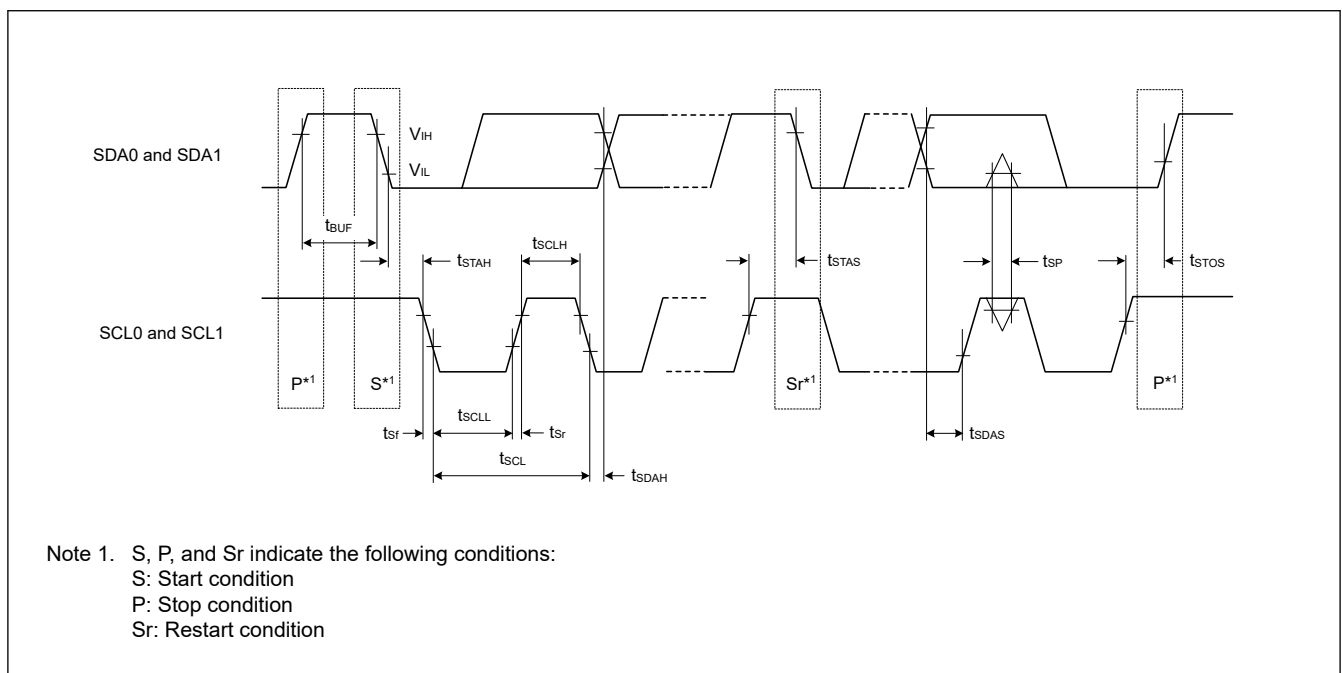 SDA0 and SDA1
VIH
VIL
tBUF
tSTAH
tSCLH
tSTAS
tSP
tSTOS
SCL0 and SCL1
P*1
S*1
Sr*1
P*1
tSf
tSCLL
tSr
tSDAS
tSCL
tSDAH
Note 1. S, P, and Sr indicate the following conditions:
S: Start condition
P: Stop condition
Sr: Restart condition